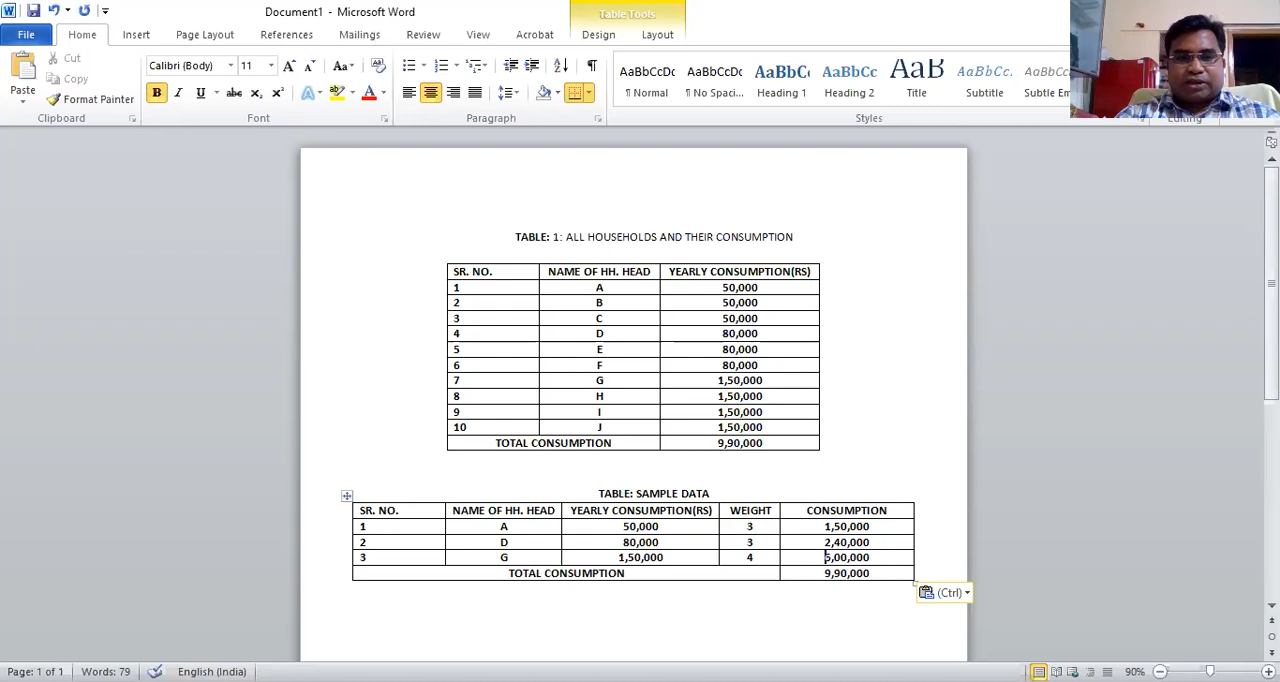 Document1 - Microsoft Word
Table Tools
File Home Insert Page Layout References Mailings Review View Acrobat Design Layout
Cut
Copy
Format Painter
Paste
Clipboard
Calibri (Body) 11
Font
Paragraph
AaBbCcDc AaBbCcDc AaBbC AaBbCc AaB AaBbCc. AaBbCc
¶ Normal ¶ No Spaci... Heading 1 Heading 2 Title Subtitle Subtle Em
Styles
Editing
TABLE: 1: ALL HOUSEHOLDS AND THEIR CONSUMPTION
SR. NO. NAME OF HH. HEAD YEARLY CONSUMPTION(RS)
1 A 50,000
2 B 50,000
3 C 50,000
4 D 80,000
5 E 80,000
6 F 80,000
7 G 1,50,000
8 H 1,50,000
9 I 1,50,000
10 J 1,50,000
TOTAL CONSUMPTION 9,90,000
TABLE: SAMPLE DATA
SR. NO. NAME OF HH. HEAD YEARLY CONSUMPTION(RS) WEIGHT CONSUMPTION
1 A 50,000 3 1,50,000
2 D 80,000 3 2,40,000
3 G 1,50,000 4 6,00,000
TOTAL CONSUMPTION 9,90,000
(Ctrl)
Page: 1 of 1 Words: 79 English (India) 90%